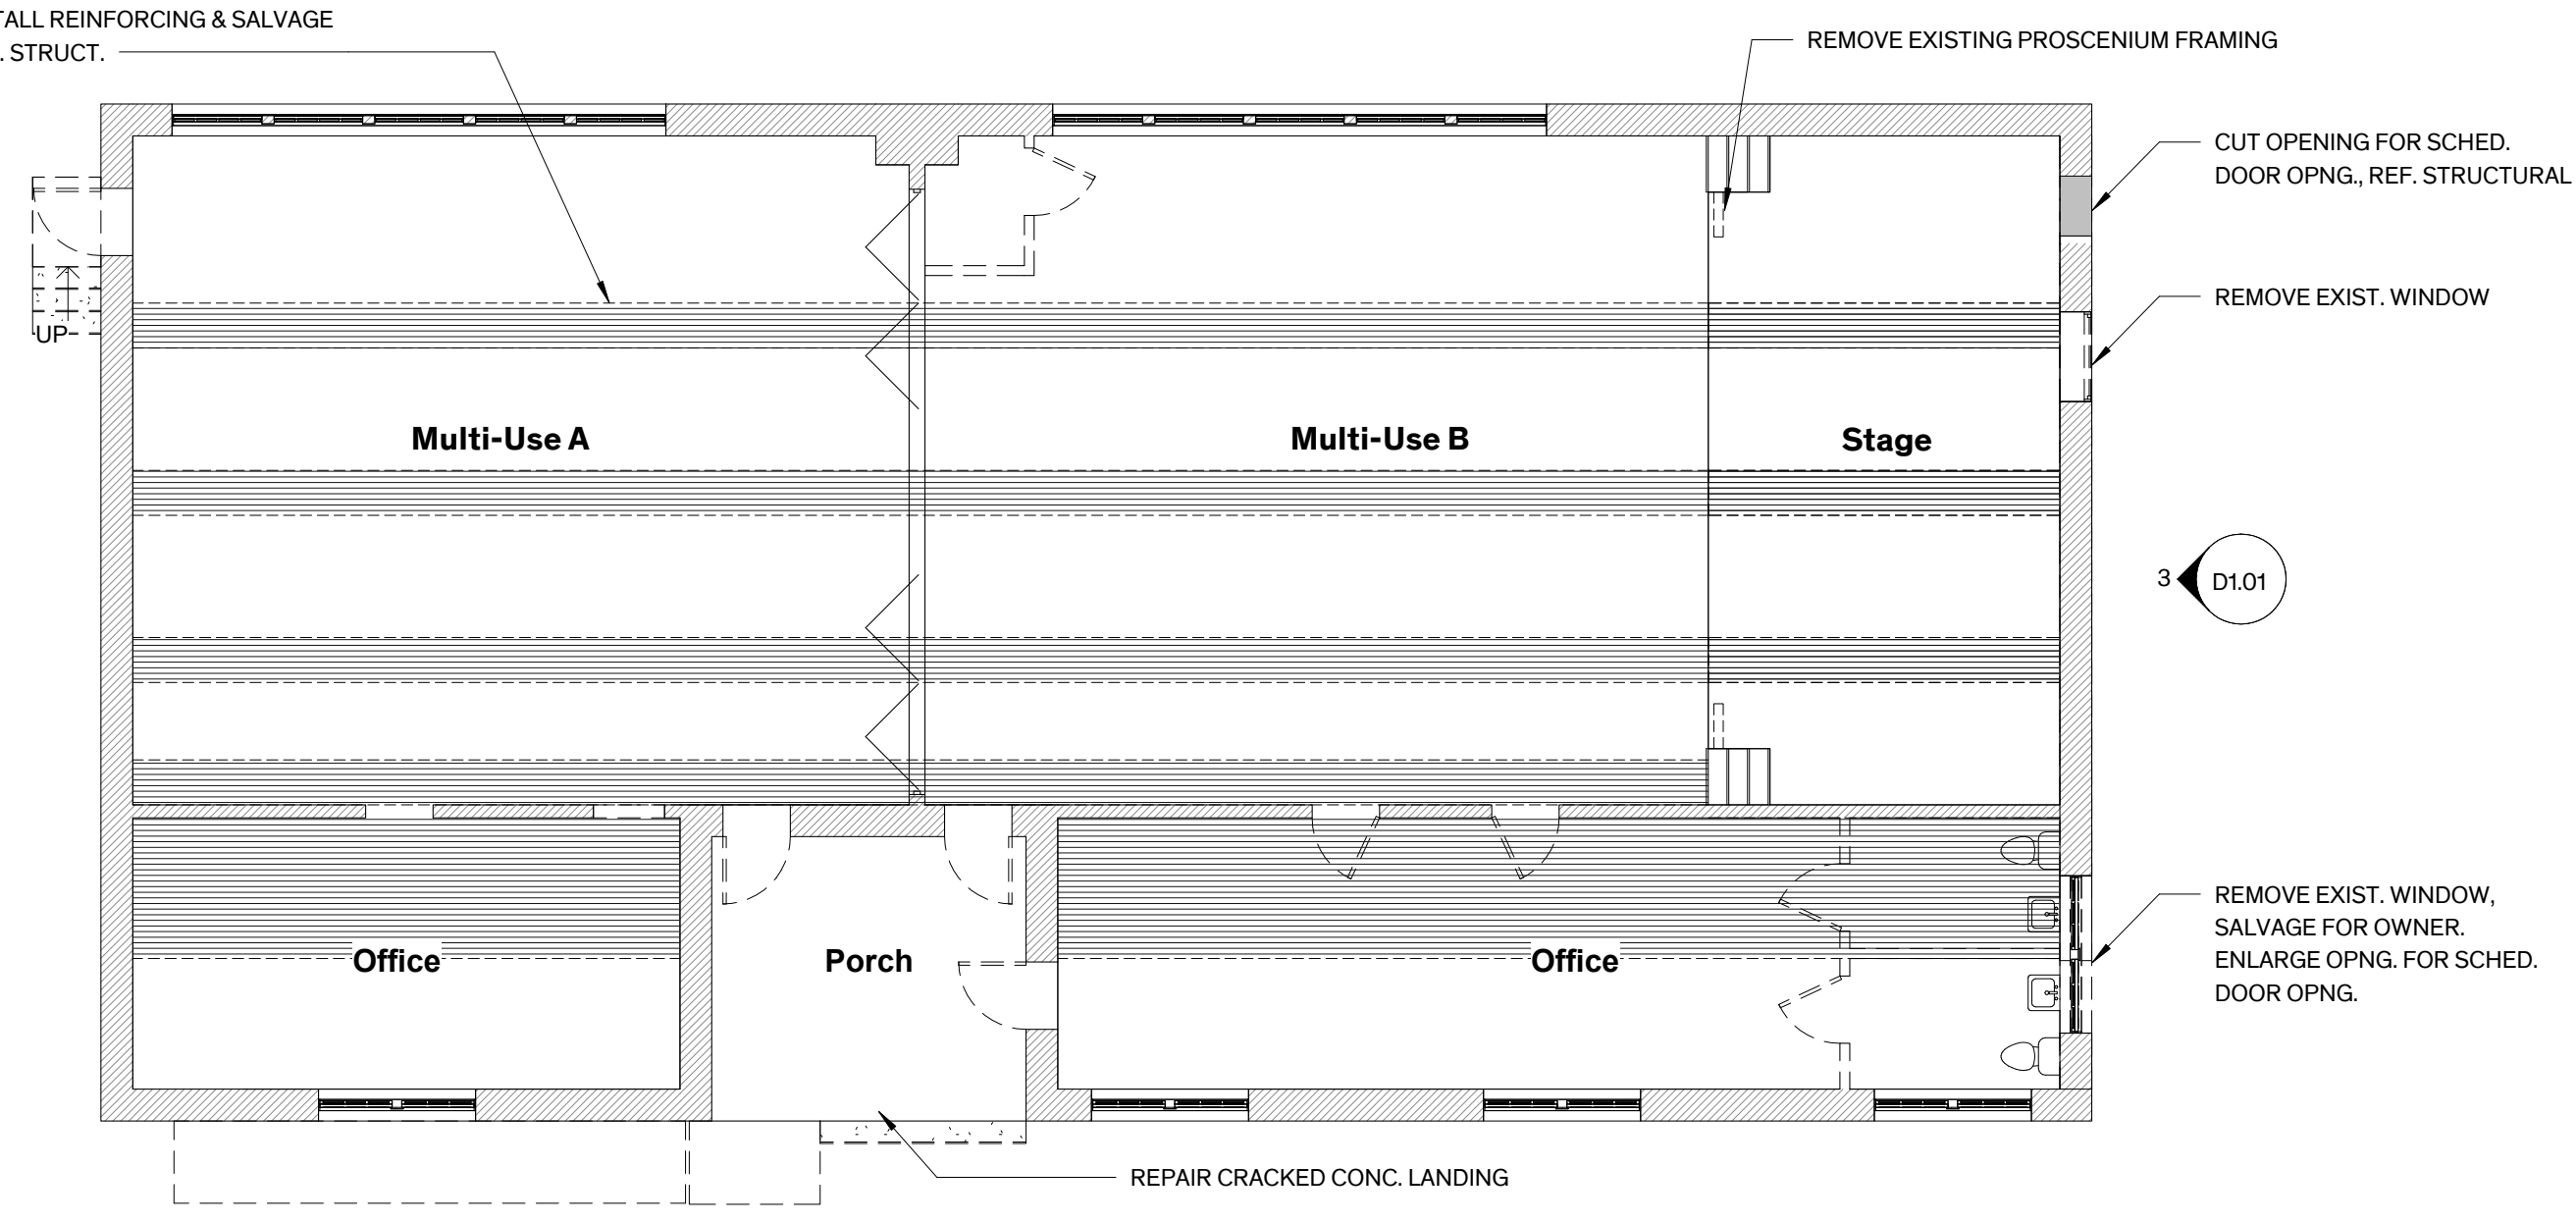 TALL REINFORCING & SALVAGE
. STRUCT.
REMOVE EXISTING PROSCENIUM FRAMING
CUT OPENING FOR SCHED.
DOOR OPNG., REF. STRUCTURAL
REMOVE EXIST. WINDOW
UP
Multi-Use A
Multi-Use B
Stage
3
D1.01
REMOVE EXIST. WINDOW,
SALVAGE FOR OWNER.
ENLARGE OPNG. FOR SCHED.
DOOR OPNG.
Office
Porch
Office
REPAIR CRACKED CONC. LANDING